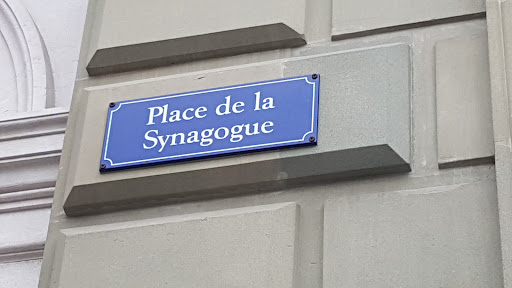 Place de la
Synagogue